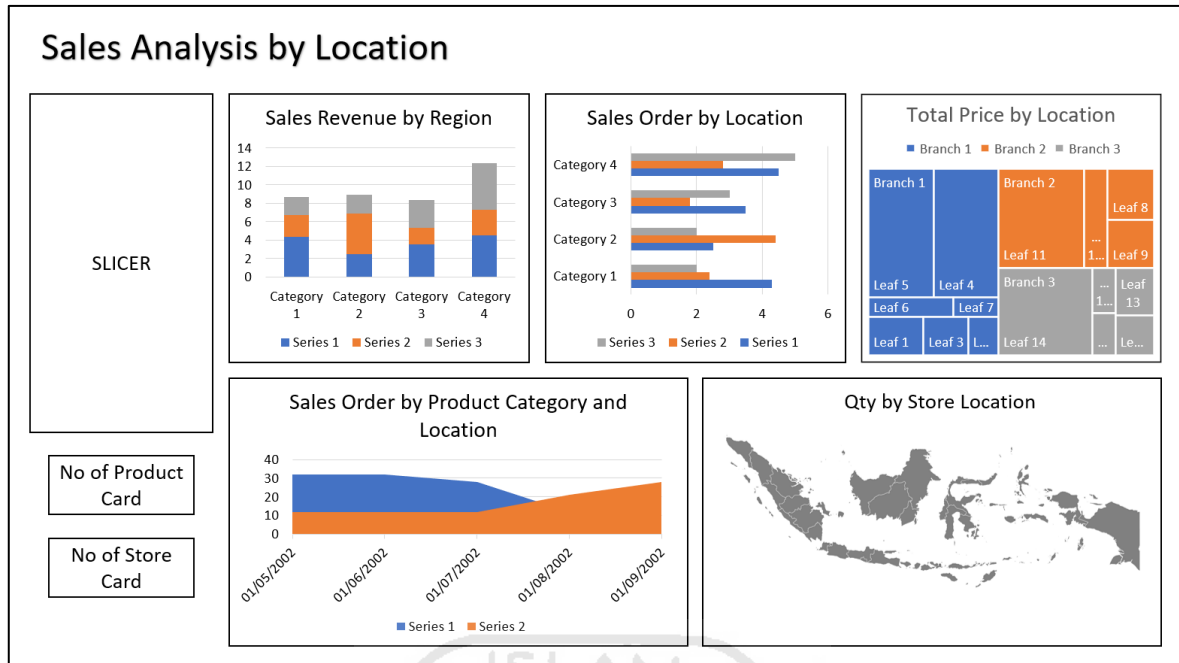 Sales Analysis by Location
SLICER
No of Product
Card
No of Store
Card
Sales Revenue by Region
14
12
10
8
6
4
2
0
Category
1
Category
2
Category
3
Category
4
Series 1
Series 2
Series 3
Sales Order by Location
Category 4
Category 3
Category 2
Category 1
0
2
4
6
Series 3
Series 2
Series 1
Total Price by Location
Branch 1
Branch 2
Branch 3
Branch 1
Leaf 5
Leaf 4
Leaf 6
Leaf 7
Leaf 1
Leaf 3
L...
Branch 2
Leaf 11
...
1...
Leaf 8
Leaf 9
Branch 3
Leaf 14
...
1...
Leaf
13
...
Le...
Sales Order by Product Category and
Location
40
30
20
10
0
01/05/2002
01/06/2002
01/07/2002
01/08/2002
01/09/2002
Series 1
Series 2
Qty by Store Location